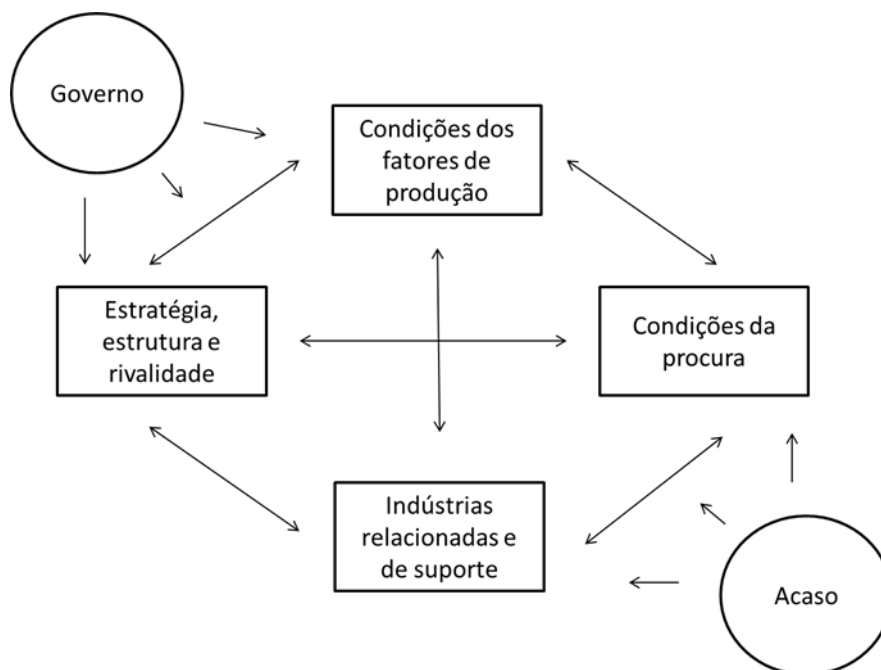 Governo
Condições dos
fatores de
produção
Estratégia,
estrutura e
rivalidade
Condições da
procura
Indústrias
relacionadas e
de suporte
Acaso